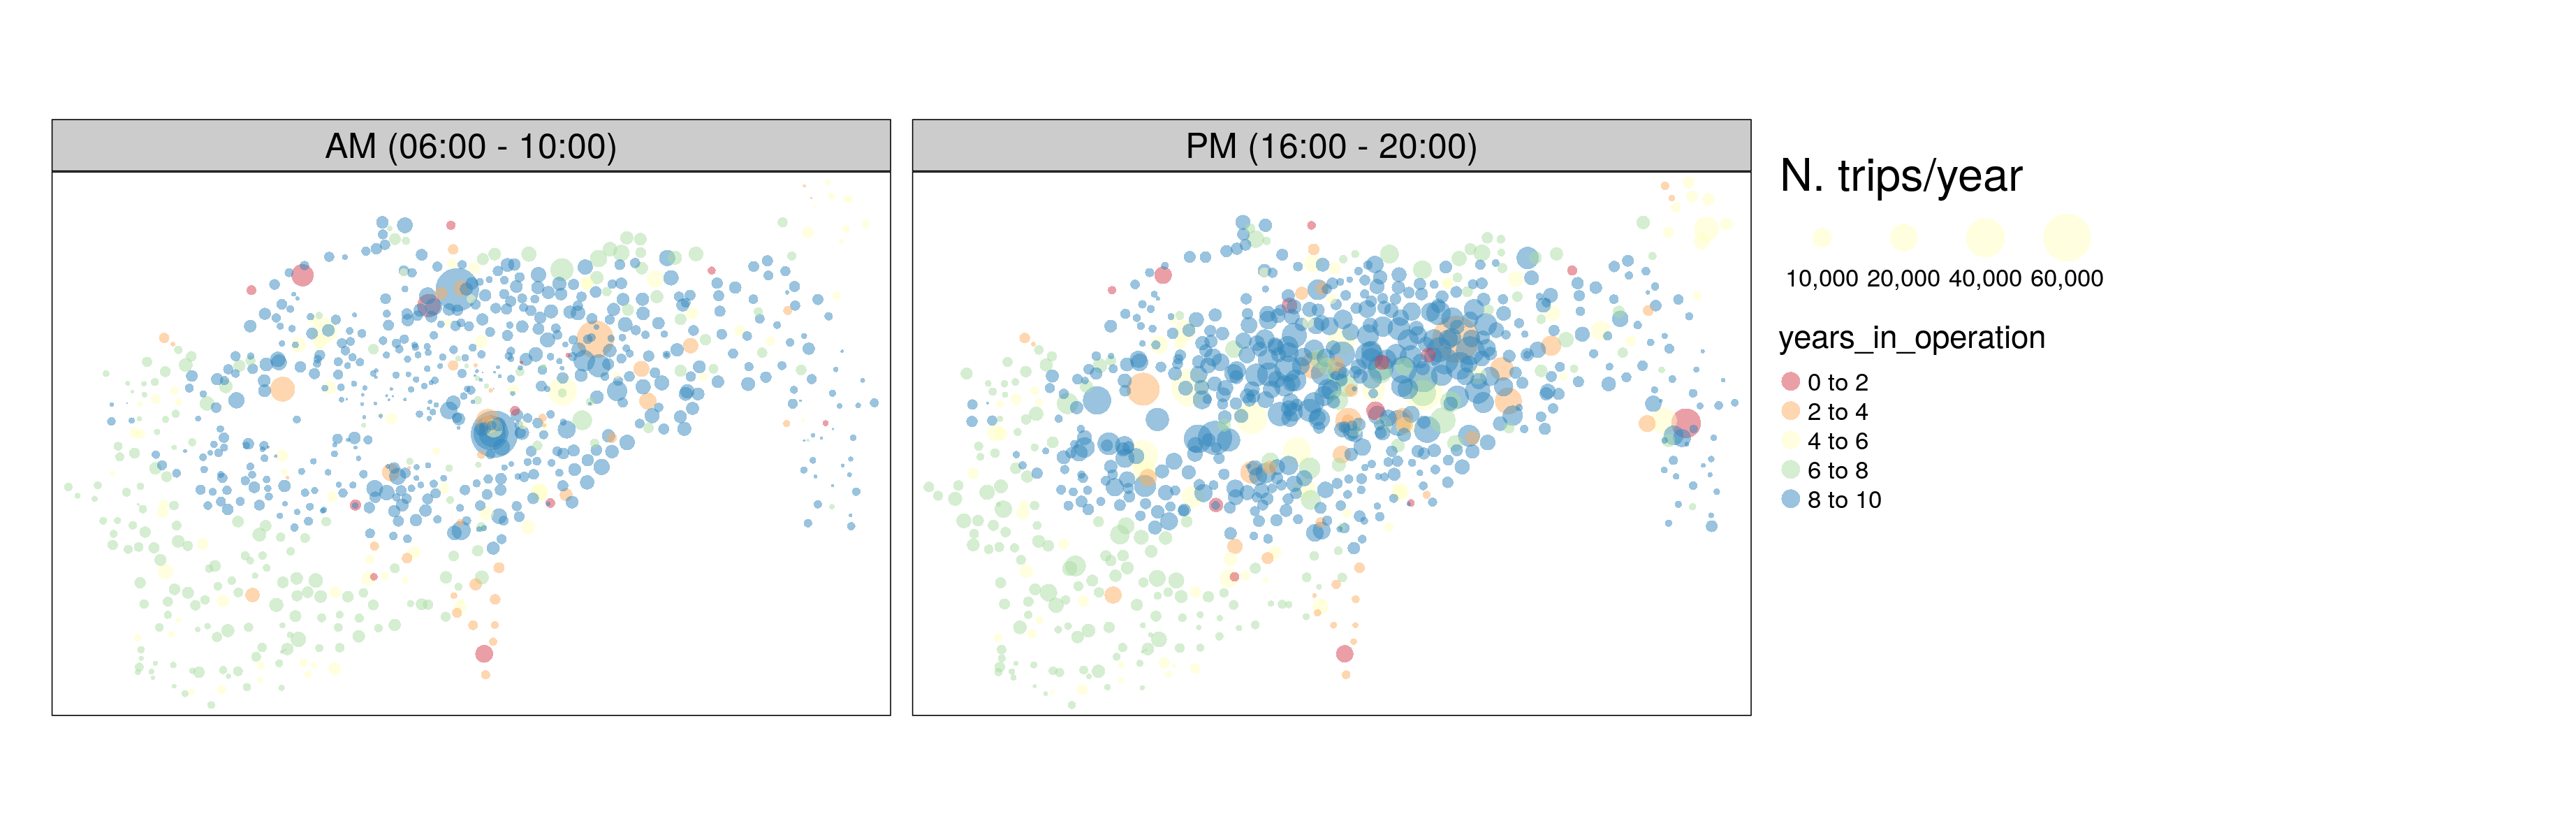 AM (06:00 - 10:00)
PM (16:00 - 20:00)
N. trips/year
10,000 20,000 40,000 60,000
years_in_operation
0 to 2
2 to 4
4 to 6
6 to 8
8 to 10